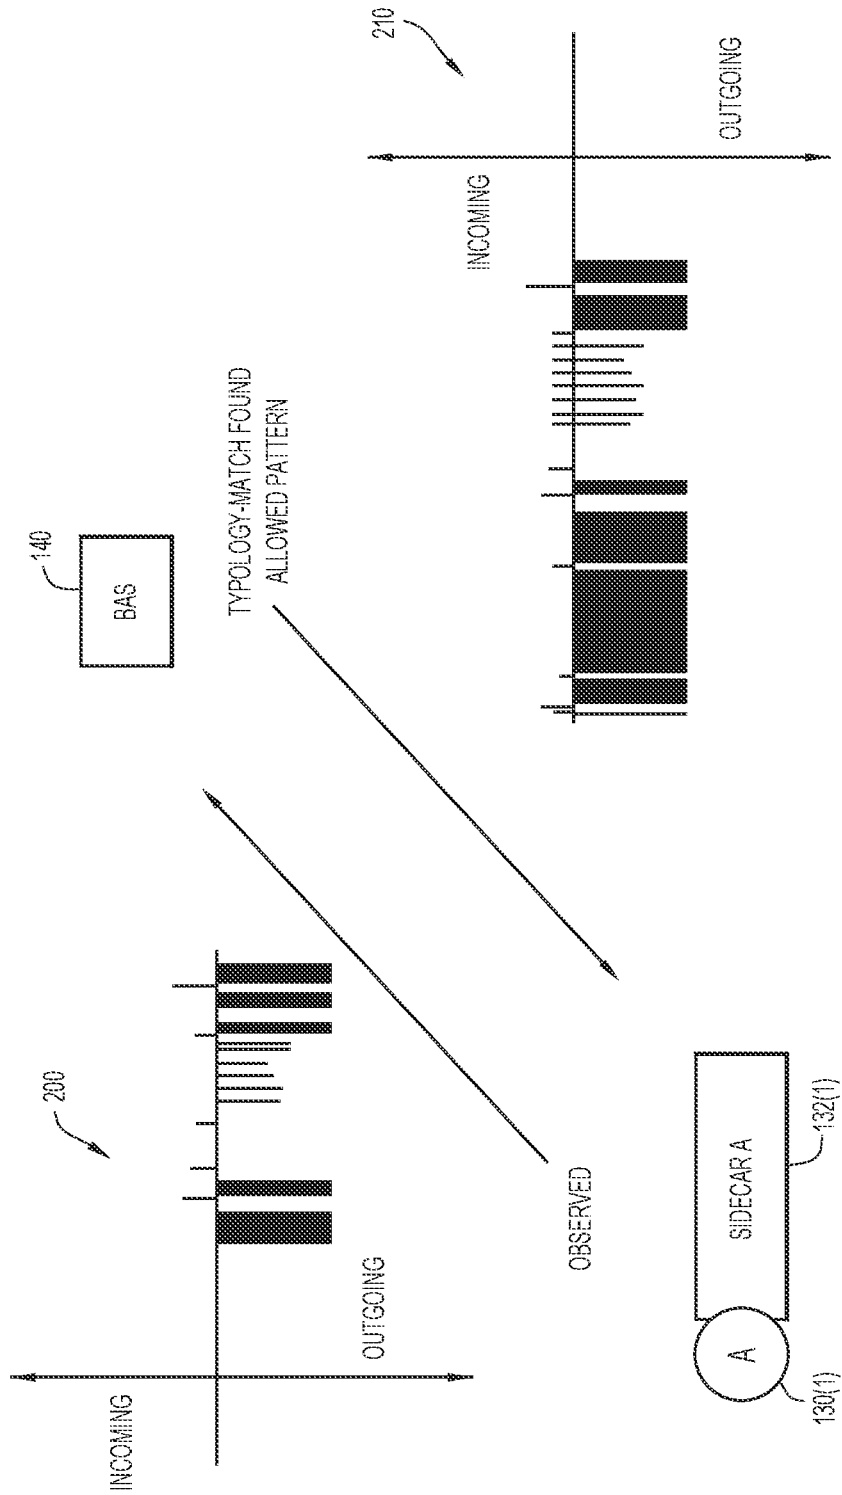 BAS
140
TYPOLOGY-MATCH FOUND
ALLOWED PATTERN
200
INCOMING
OUTGOING
210
INCOMING
OUTGOING
OBSERVED
A
SIDECAR A
130(1)
132(1)